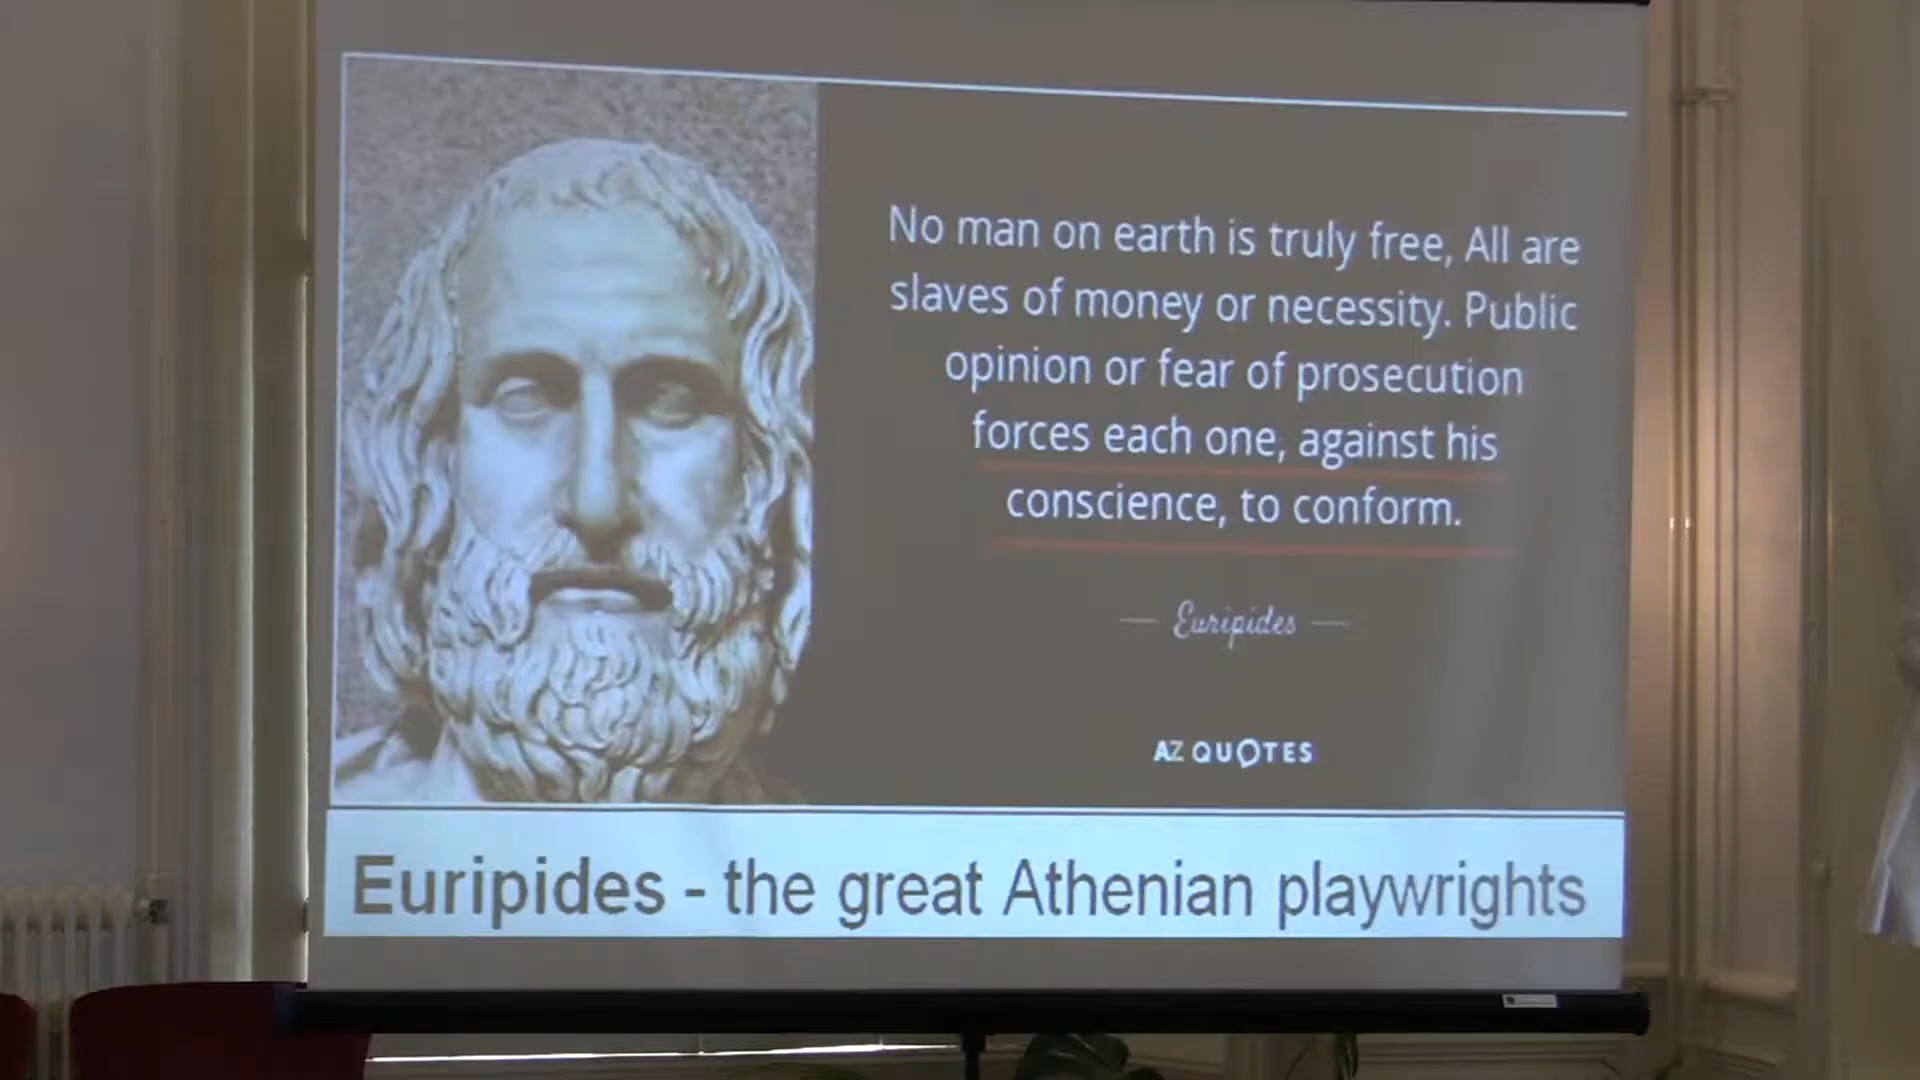 No man on earth is truly free, All are
slaves of money or necessity. Public
opinion or fear of prosecution
forces each one, against his
conscience, to conform.
— Euripides —
AZ QUOTES
Euripides - the great Athenian playwrights